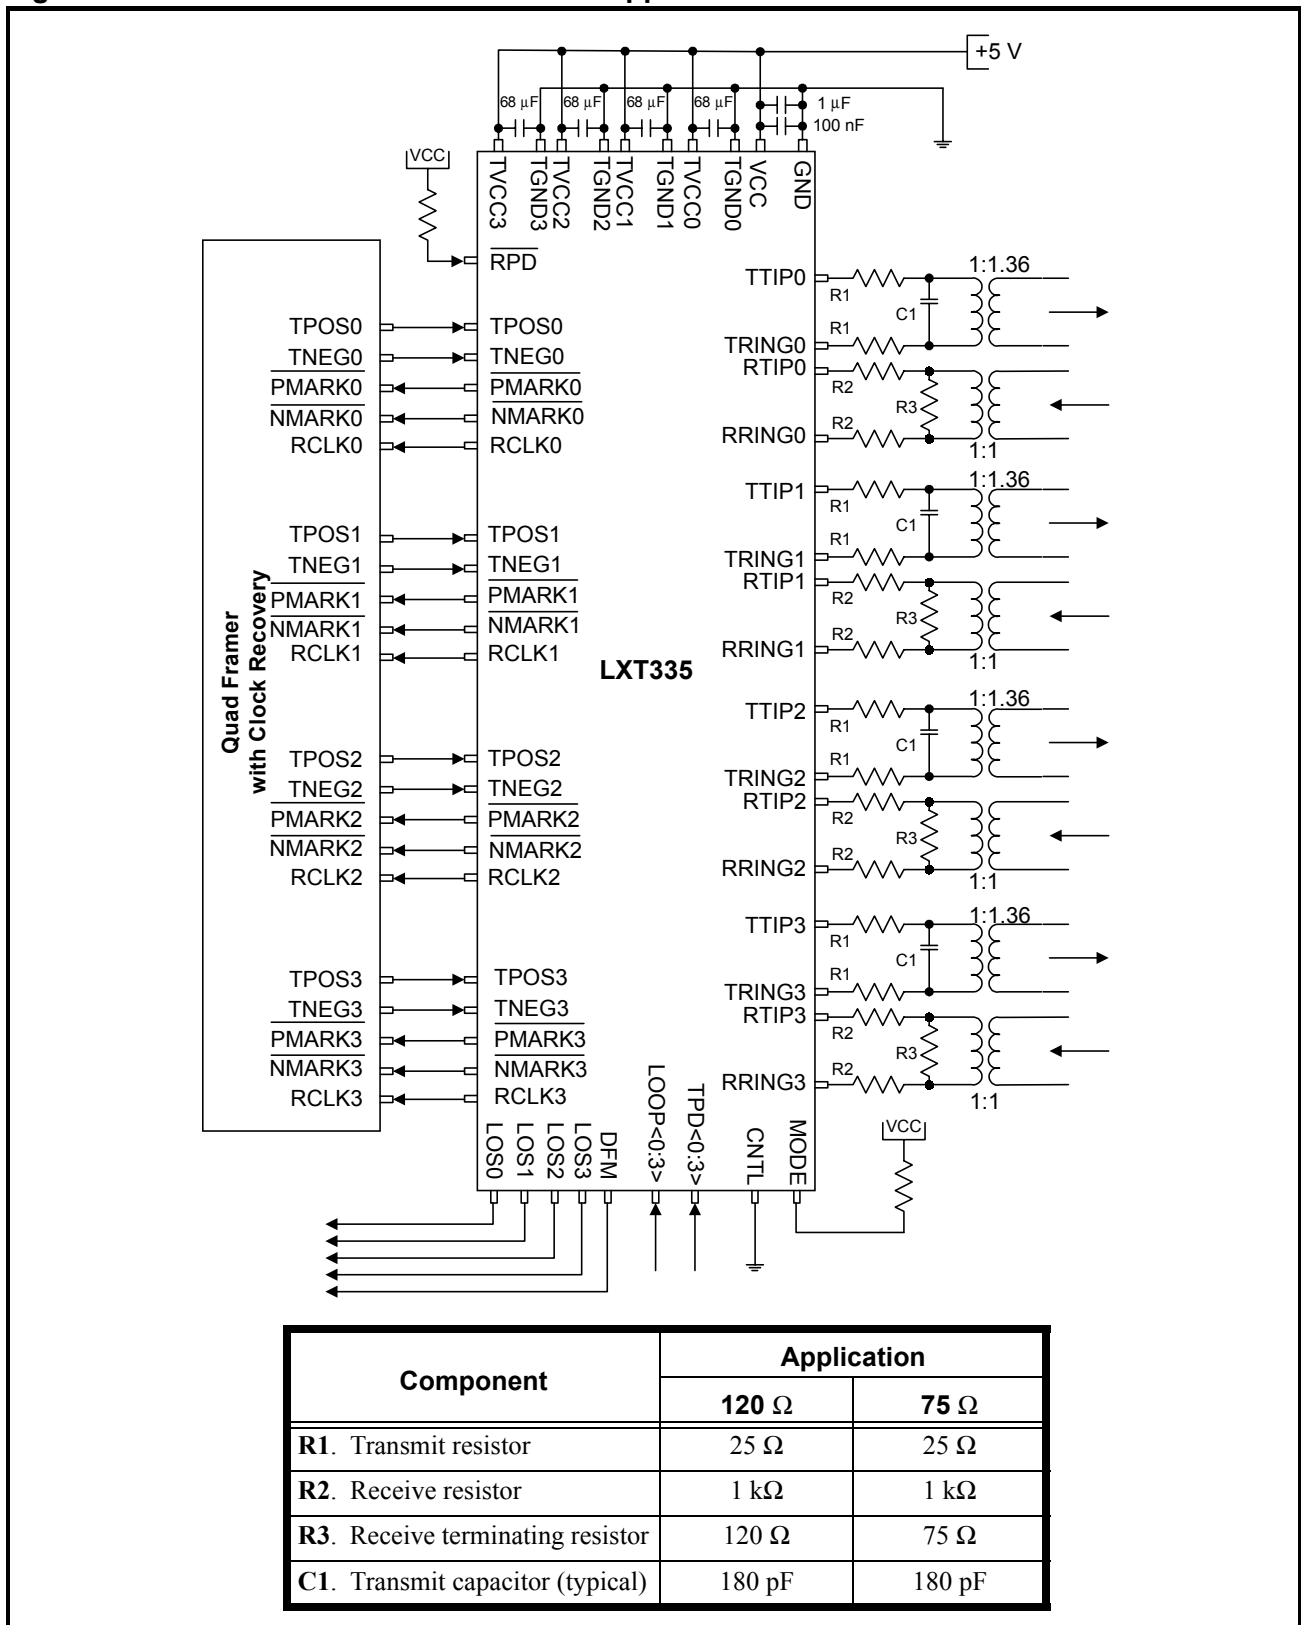 +5 V
68 µF 68 µF 68 µF 68 µF 1 µF
100 nF
VCC
TVCC3 TGND3 TVCC2 TGND2 TVCC1 TGND1 TVCC0 TGND0 VCC GND
RPD
Quad Framer
with Clock Recovery
LXT335
TPOS0 TPOS0
TNEG0 TNEG0
PMARK0 PMARK0
NMARK0 NMARK0
RCLK0 RCLK0
TPOS1 TPOS1
TNEG1 TNEG1
PMARK1 PMARK1
NMARK1 NMARK1
RCLK1 RCLK1
TPOS2 TPOS2
TNEG2 TNEG2
PMARK2 PMARK2
NMARK2 NMARK2
RCLK2 RCLK2
TPOS3 TPOS3
TNEG3 TNEG3
PMARK3 PMARK3
NMARK3 NMARK3
RCLK3 RCLK3
1:1.36
TTIP0
R1
C1
R1
TRING0
RTIP0
R2
R3
R2
RRING0
1:1
1:1.36
TTIP1
R1
C1
R1
TRING1
RTIP1
R2
R3
R2
RRING1
1:1
1:1.36
TTIP2
R1
C1
R1
TRING2
RTIP2
R2
R3
R2
RRING2
1:1
1:1.36
TTIP3
R1
C1
R1
TRING3
RTIP3
R2
R3
R2
RRING3
1:1
LOS0 LOS1 LOS2 LOS3 DFM LOOP<0:3> TPD<0:3> CNTL MODE
VCC
Component Application
120 Ω 75 Ω
R1. Transmit resistor 25 Ω 25 Ω
R2. Receive resistor 1 kΩ 1 kΩ
R3. Receive terminating resistor 120 Ω 75 Ω
C1. Transmit capacitor (typical) 180 pF 180 pF